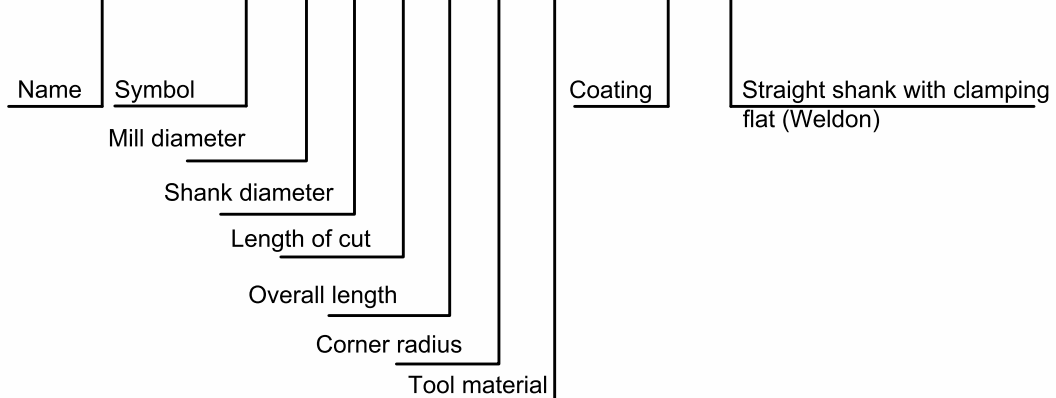 Name
Symbol
Coating
Straight shank with clamping
flat (Weldon)
Mill diameter
Shank diameter
Length of cut
Overall length
Corner radius
Tool material